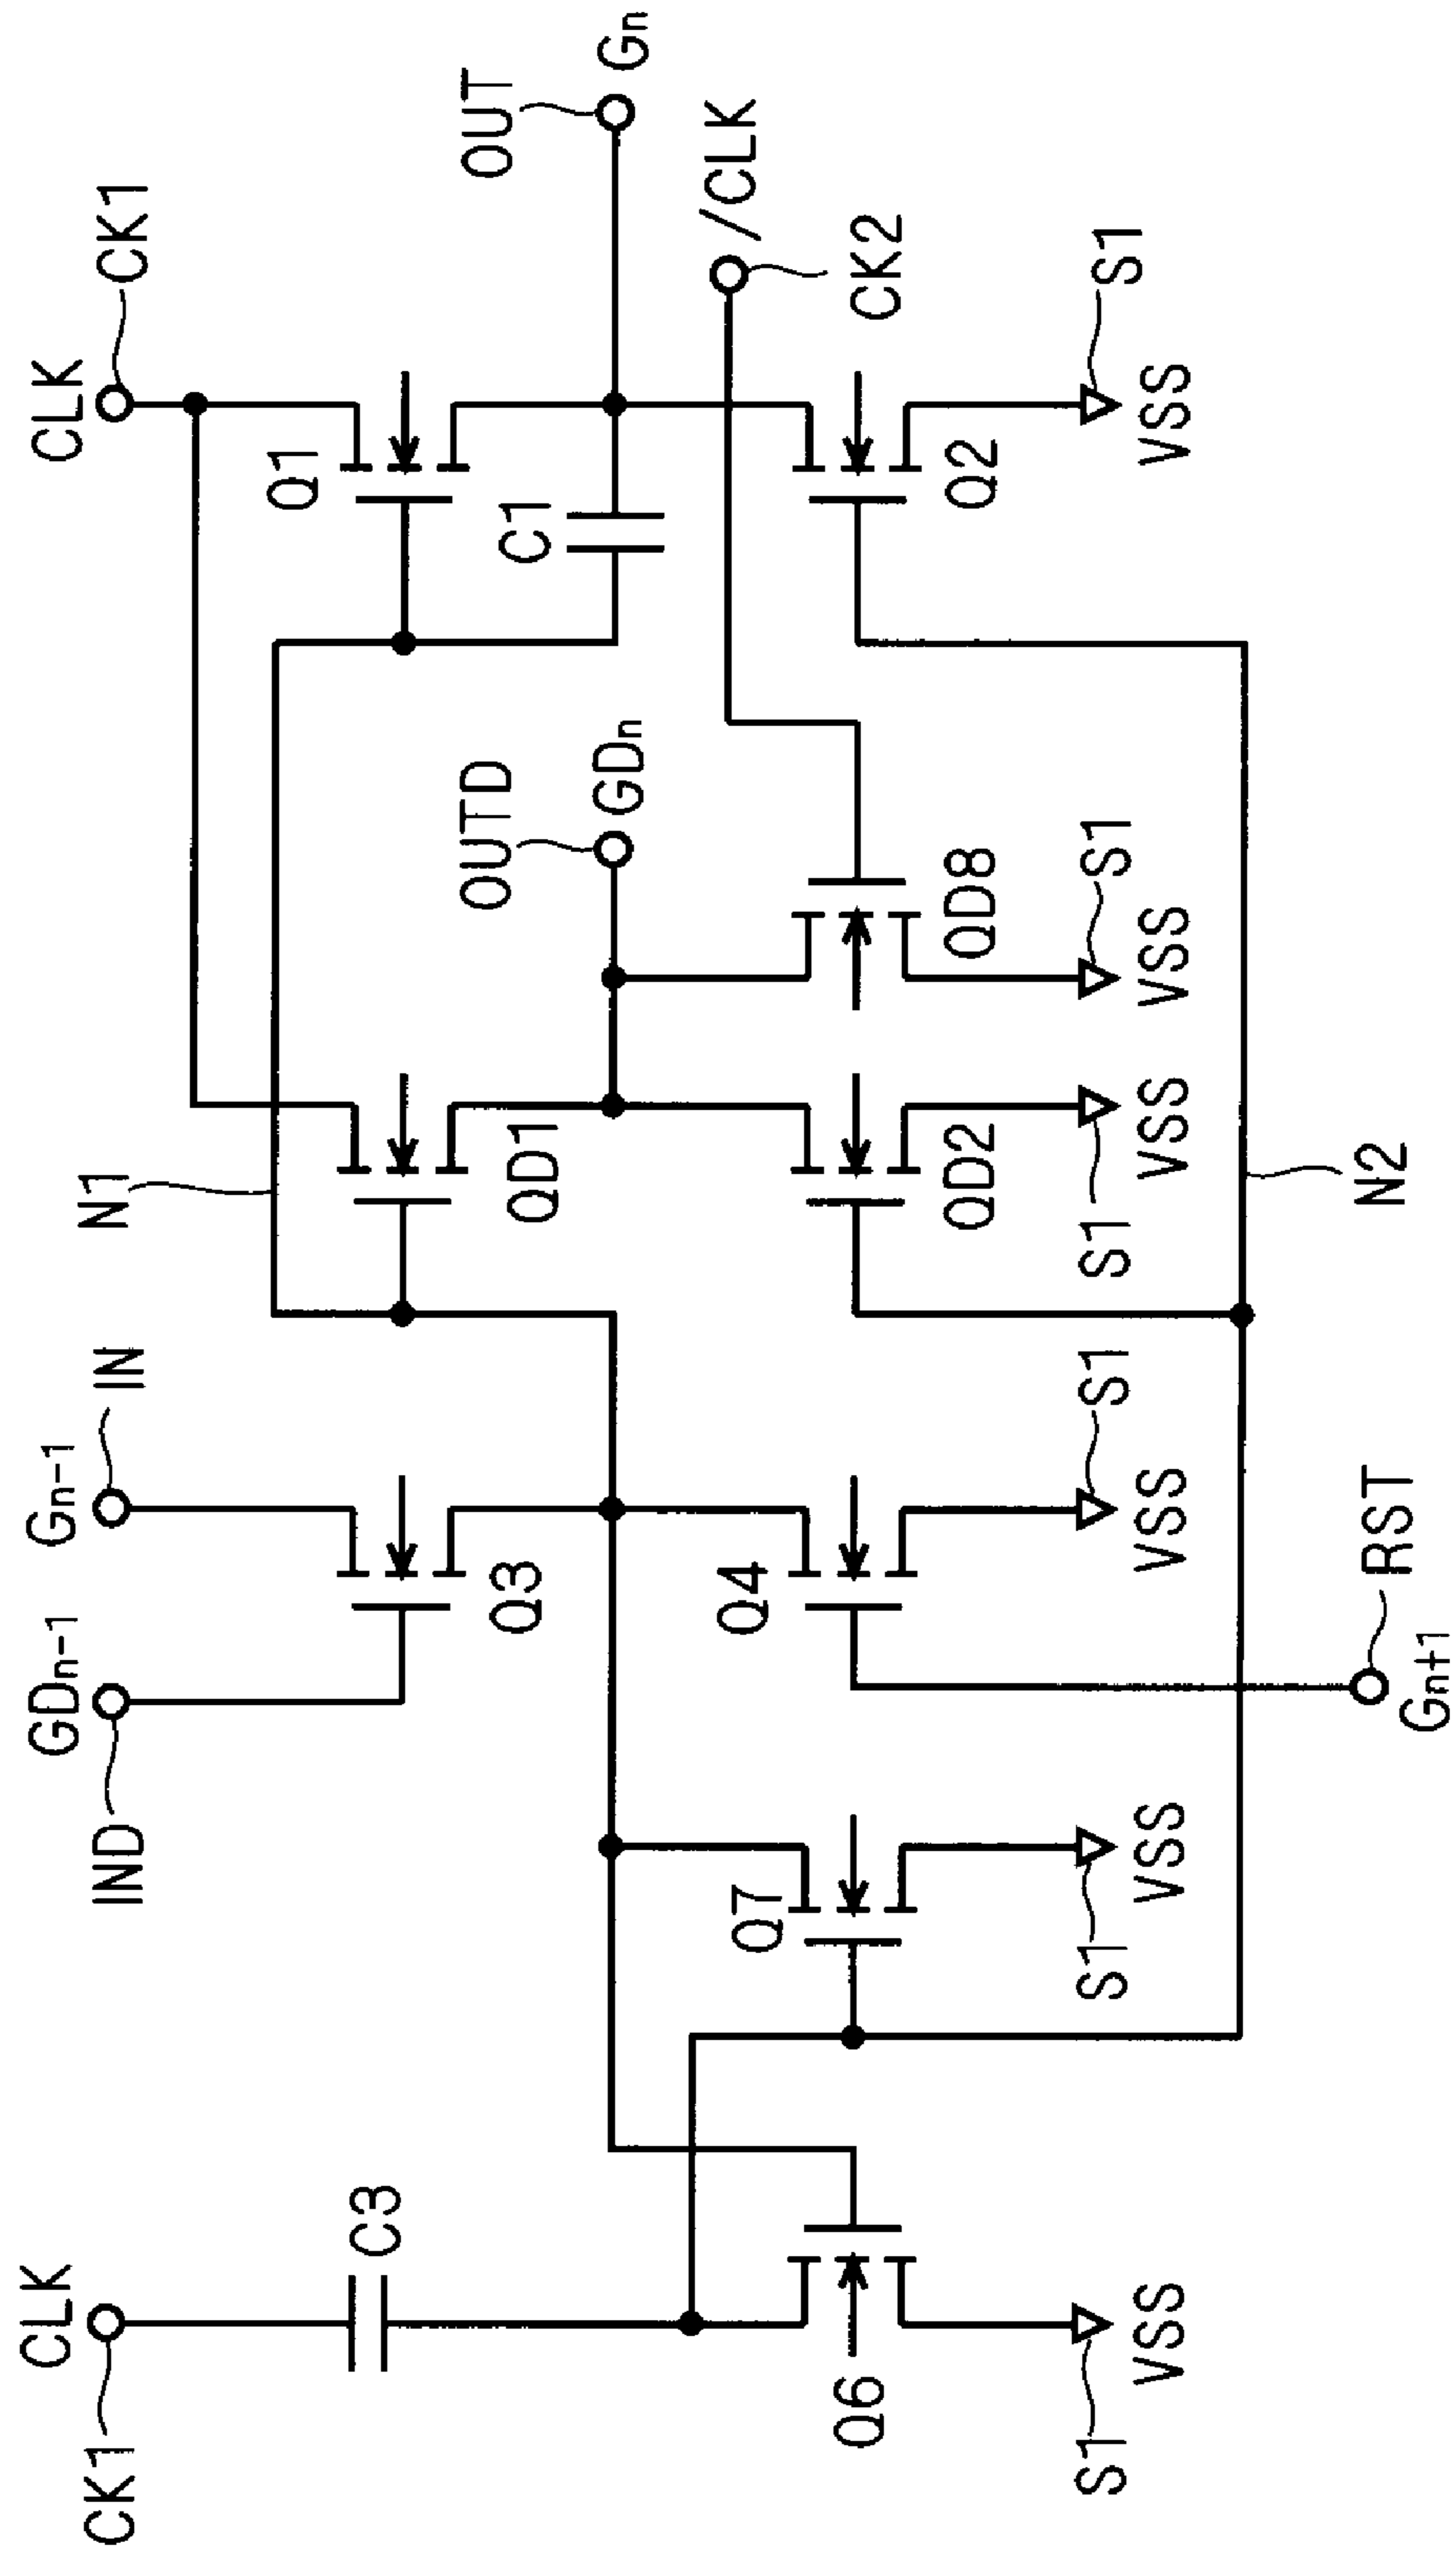 CLK
CK1
C3
Q6
S1
VSS
Q7
S1
VSS
GDn-1
IND
Gn-1
IN
Q3
Q4
S1
VSS
RST
Gn+1
N1
QD1
QD2
S1
VSS
N2
OUTD
GDn
QD8
S1
VSS
CLK
CK1
Q1
C1
OUT
Gn
/CLK
CK2
Q2
S1
VSS